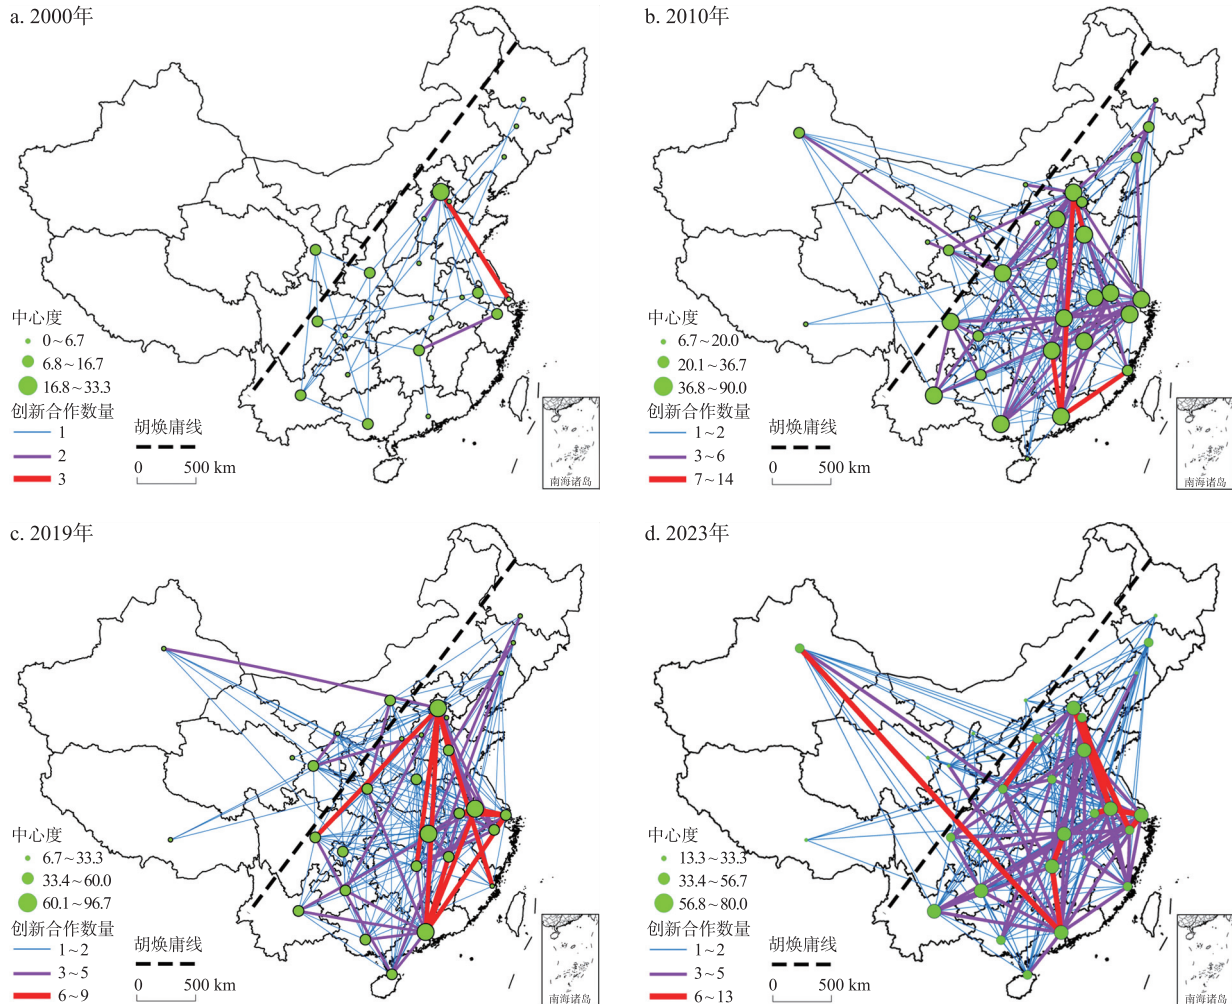 a. 2000年
中心度
0~6.7
6.8~16.7
16.8~33.3
创新合作数量
1
2
3
胡焕庸线
0 500 km
南海诸岛
b. 2010年
中心度
6.7~20.0
20.1~36.7
36.8~90.0
创新合作数量
1~2
3~6
7~14
胡焕庸线
0 500 km
南海诸岛
c. 2019年
中心度
6.7~33.3
33.4~60.0
60.1~96.7
创新合作数量
1~2
3~5
6~9
胡焕庸线
0 500 km
南海诸岛
d. 2023年
中心度
13.3~33.3
33.4~56.7
56.8~80.0
创新合作数量
1~2
3~5
6~13
胡焕庸线
0 500 km
南海诸岛